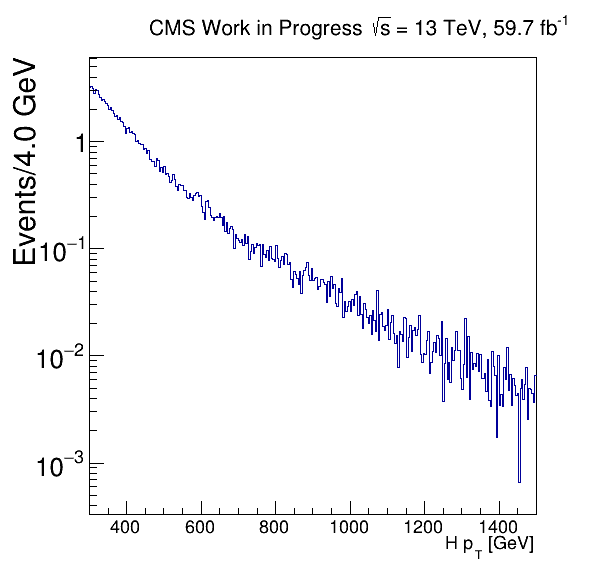 CMS Work in Progress √s = 13 TeV, 59.7 fb⁻¹
Events/4.0 GeV
1
10⁻¹
10⁻²
10⁻³
400 600 800 1000 1200 1400
H p_T [GeV]